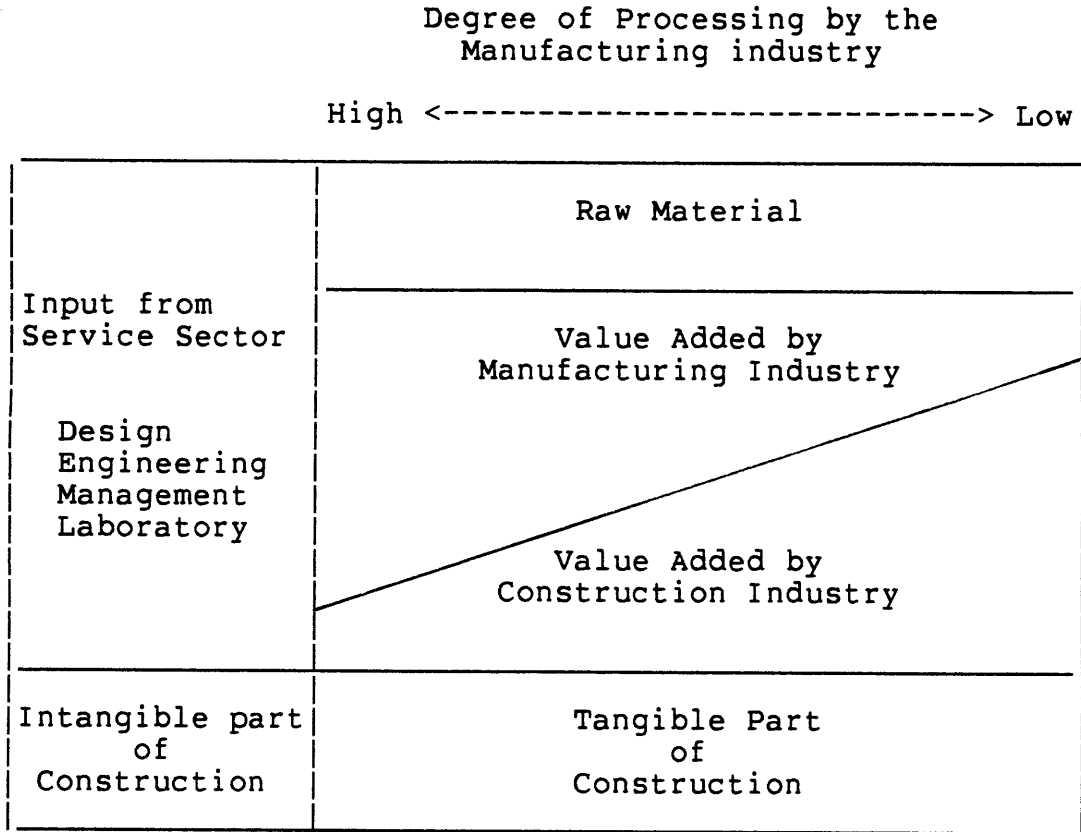 Degree of Processing by the
Manufacturing industry
High <-----------------------------> Low
Raw Material
Input from
Service Sector
Value Added by
Manufacturing Industry
Design
Engineering
Management
Laboratory
Value Added by
Construction Industry
Intangible part
of
Construction
Tangible Part
of
Construction